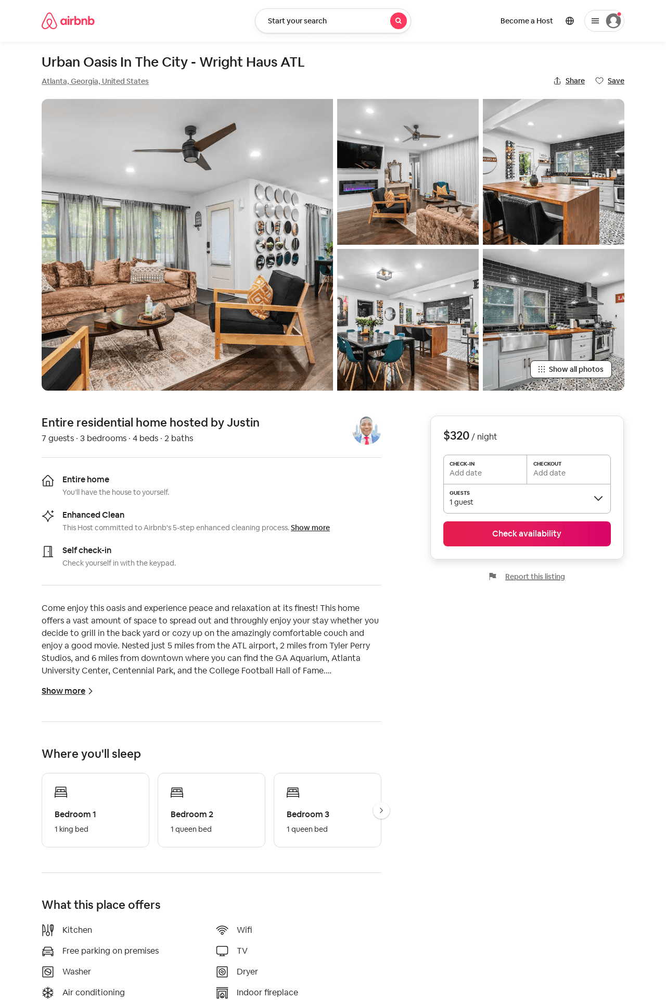 airbnb
Start your search
Become a Host
Urban Oasis In The City - Wright Haus ATL
Atlanta, Georgia, United States
Share
Save
LA
Show all photos
Entire residential home hosted by Justin
7 guests · 3 bedrooms · 4 beds · 2 baths
$320 / night
CHECK-IN
Add date
CHECKOUT
Add date
GUESTS
1 guest
Check availability
Report this listing
Entire home
You'll have the house to yourself.
Enhanced Clean
This Host committed to Airbnb's 5-step enhanced cleaning process. Show more
Self check-in
Check yourself in with the keypad.
Come enjoy this oasis and experience peace and relaxation at its finest! This home
offers a vast amount of space to spread out and throughly enjoy your stay whether you
decide to grill in the back yard or cozy up on the amazingly comfortable couch and
enjoy a good movie. Nested just 5 miles from the ATL airport, 2 miles from Tyler Perry
Studios, and 6 miles from downtown where you can find the GA Aquarium, Atlanta
University Center, Centennial Park, and the College Football Hall of Fame....
Show more
Where you'll sleep
Bedroom 1
1 king bed
Bedroom 2
1 queen bed
Bedroom 3
1 queen bed
What this place offers
Kitchen
Wifi
Free parking on premises
TV
Washer
Dryer
Air conditioning
Indoor fireplace